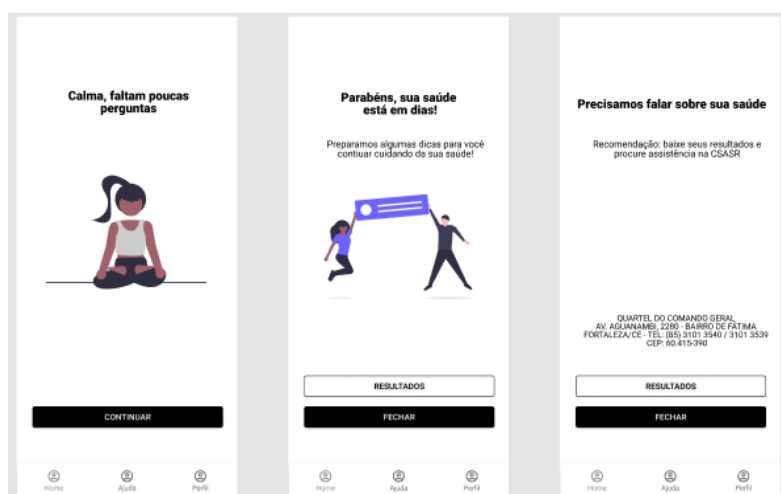 Calma, faltam poucas
perguntas
CONTINUAR
Home
Ajuda
Perfil
Parabéns, sua saúde
está em dias!
Preparamos algumas dicas para você
contiuar cuidando da sua saúde!
RESULTADOS
FECHAR
Home
Ajuda
Perfil
Precisamos falar sobre sua saúde
Recomendação: baixe seus resultados e
procure assistência na CSASR
QUARTEL DO COMANDO GERAL
AV. AGUANAMBI, 2280 - BAIRRO DE FÁTIMA
FORTALEZA/CE - TEL: (85) 3101 3540 / 3101 3539
CEP: 60.415-390
RESULTADOS
FECHAR
Home
Ajuda
Perfil